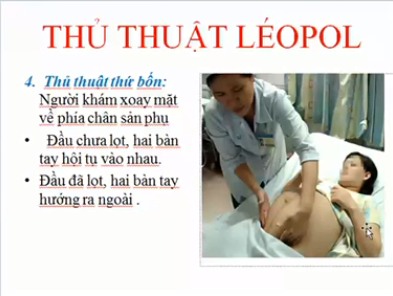 THỦ THUẬT LÉOPOL
4. Thủ thuật thứ bốn:
Người khám xoay mặt
về phía chân sản phụ
• Đầu chưa lọt, hai bàn
tay hội tụ vào nhau.
• Đầu đã lọt, hai bàn tay
hướng ra ngoài .